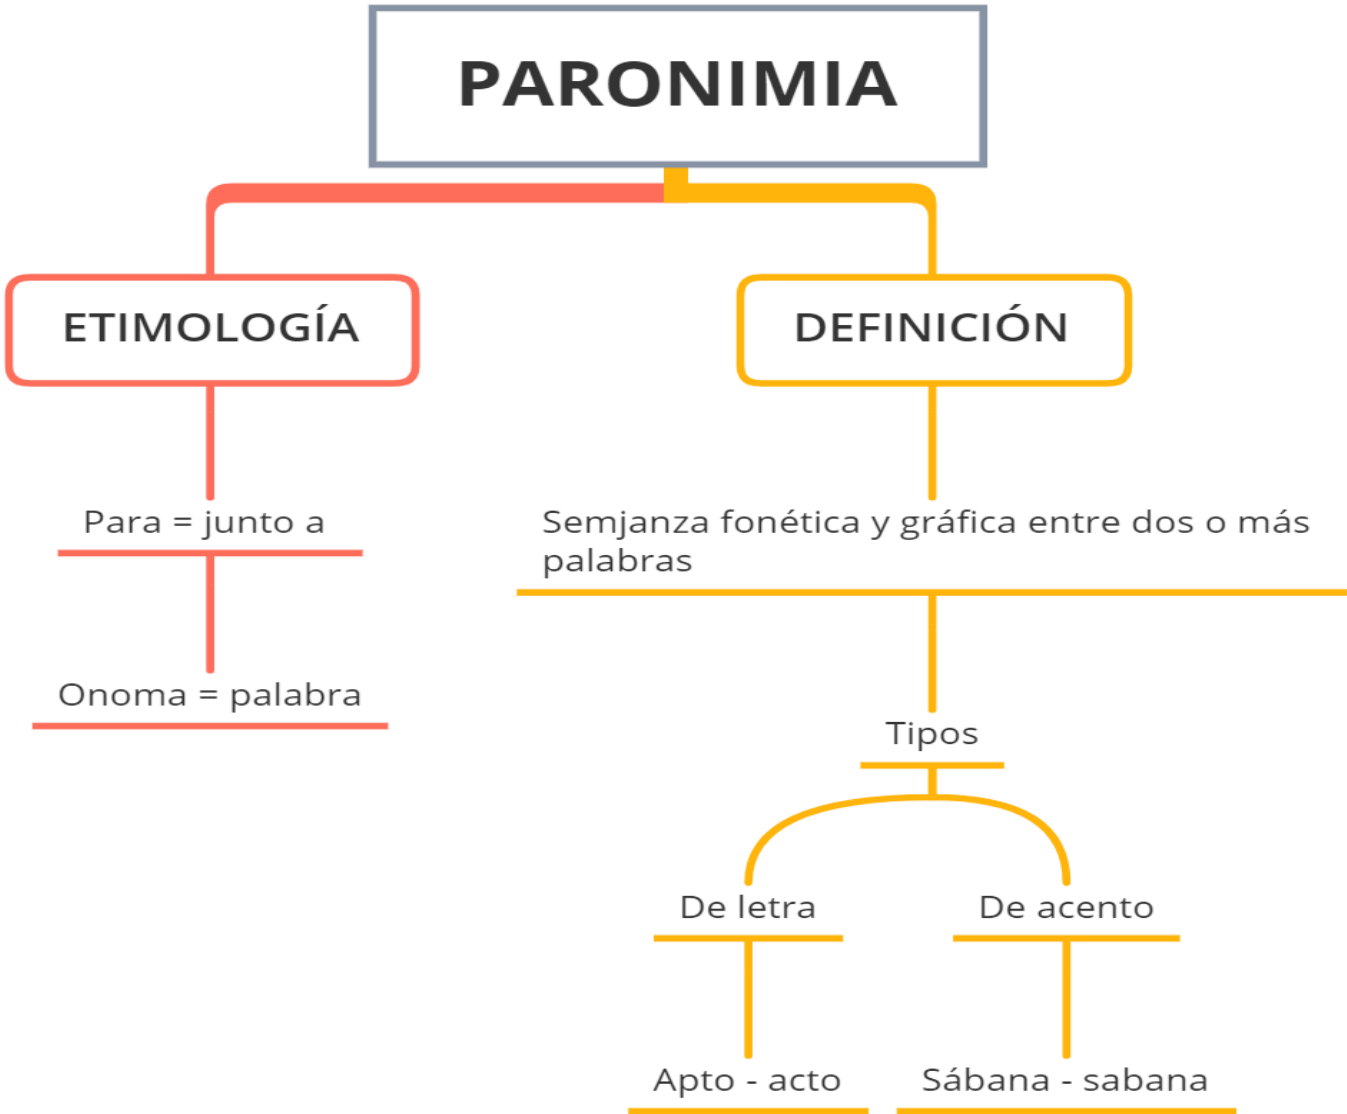 PARONIMIA
ETIMOLOGÍA
DEFINICIÓN
Para = junto a
Onoma = palabra
Semjanza fonética y gráfica entre dos o más
palabras
Tipos
De letra
De acento
Apto - acto
Sábana - sabana